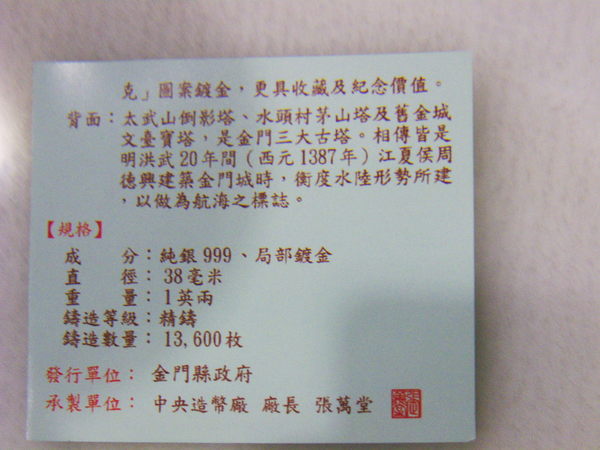 克」圖案鍍金，更具收藏及紀念價值。
背面：太武山倒影塔、水頭村茅山塔及舊金城
文臺寶塔，是金門三大古塔。相傳皆是
明洪武20年間（西元1387年）江夏侯周
德興建築金門城時，衡度水陸形勢所建
，以做為航海之標誌。
【規格】
成　　分：純銀 999、局部鍍金
直　　徑：38毫米
重　　量：1英兩
鑄造等級：精鑄
鑄造數量：13,600枚
發行單位：　金門縣政府
承製單位：　中央造幣廠　廠長　張萬堂